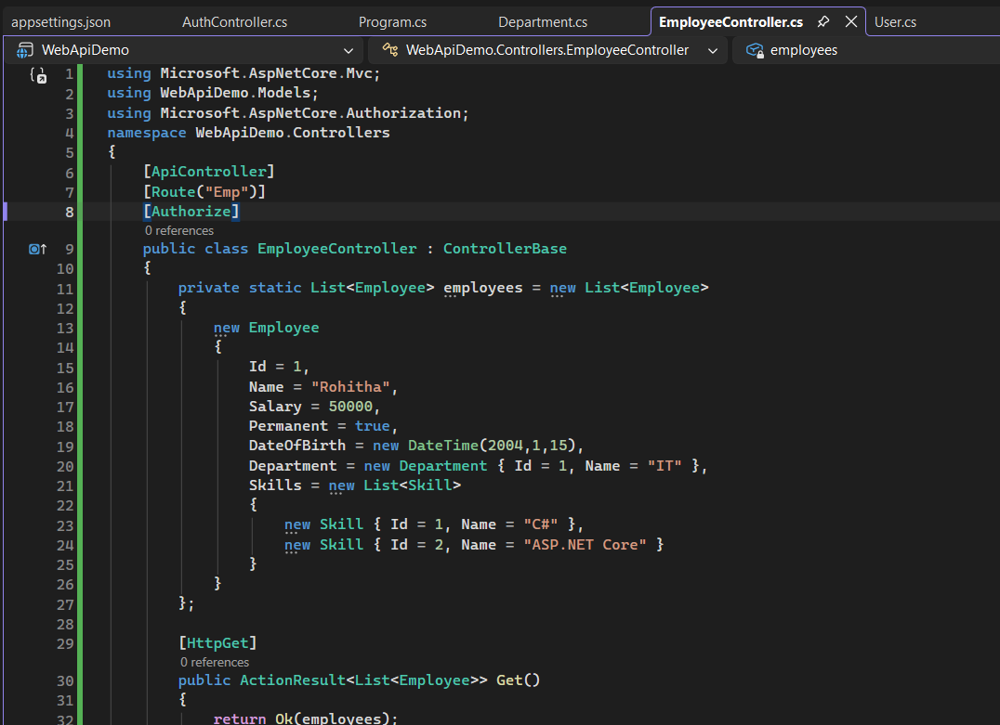 appsettings.json AuthController.cs Program.cs Department.cs EmployeeController.cs User.cs
WebApiDemo WebApiDemo.Controllers.EmployeeController employees
1 using Microsoft.AspNetCore.Mvc;
2 using WebApiDemo.Models;
3 using Microsoft.AspNetCore.Authorization;
4 namespace WebApiDemo.Controllers
5 {
6 [ApiController]
7 [Route("Emp")]
8 [Authorize]
0 references
9 public class EmployeeController : ControllerBase
10 {
11 private static List<Employee> employees = new List<Employee>
12 {
13 new Employee
14 {
15 Id = 1,
16 Name = "Rohitha",
17 Salary = 50000,
18 Permanent = true,
19 DateOfBirth = new DateTime(2004,1,15),
20 Department = new Department { Id = 1, Name = "IT" },
21 Skills = new List<Skill>
22 {
23 new Skill { Id = 1, Name = "C#" },
24 new Skill { Id = 2, Name = "ASP.NET Core" }
25 }
26 }
27 };
28
29 [HttpGet]
0 references
30 public ActionResult<List<Employee>> Get()
31 {
32 return Ok(employees);